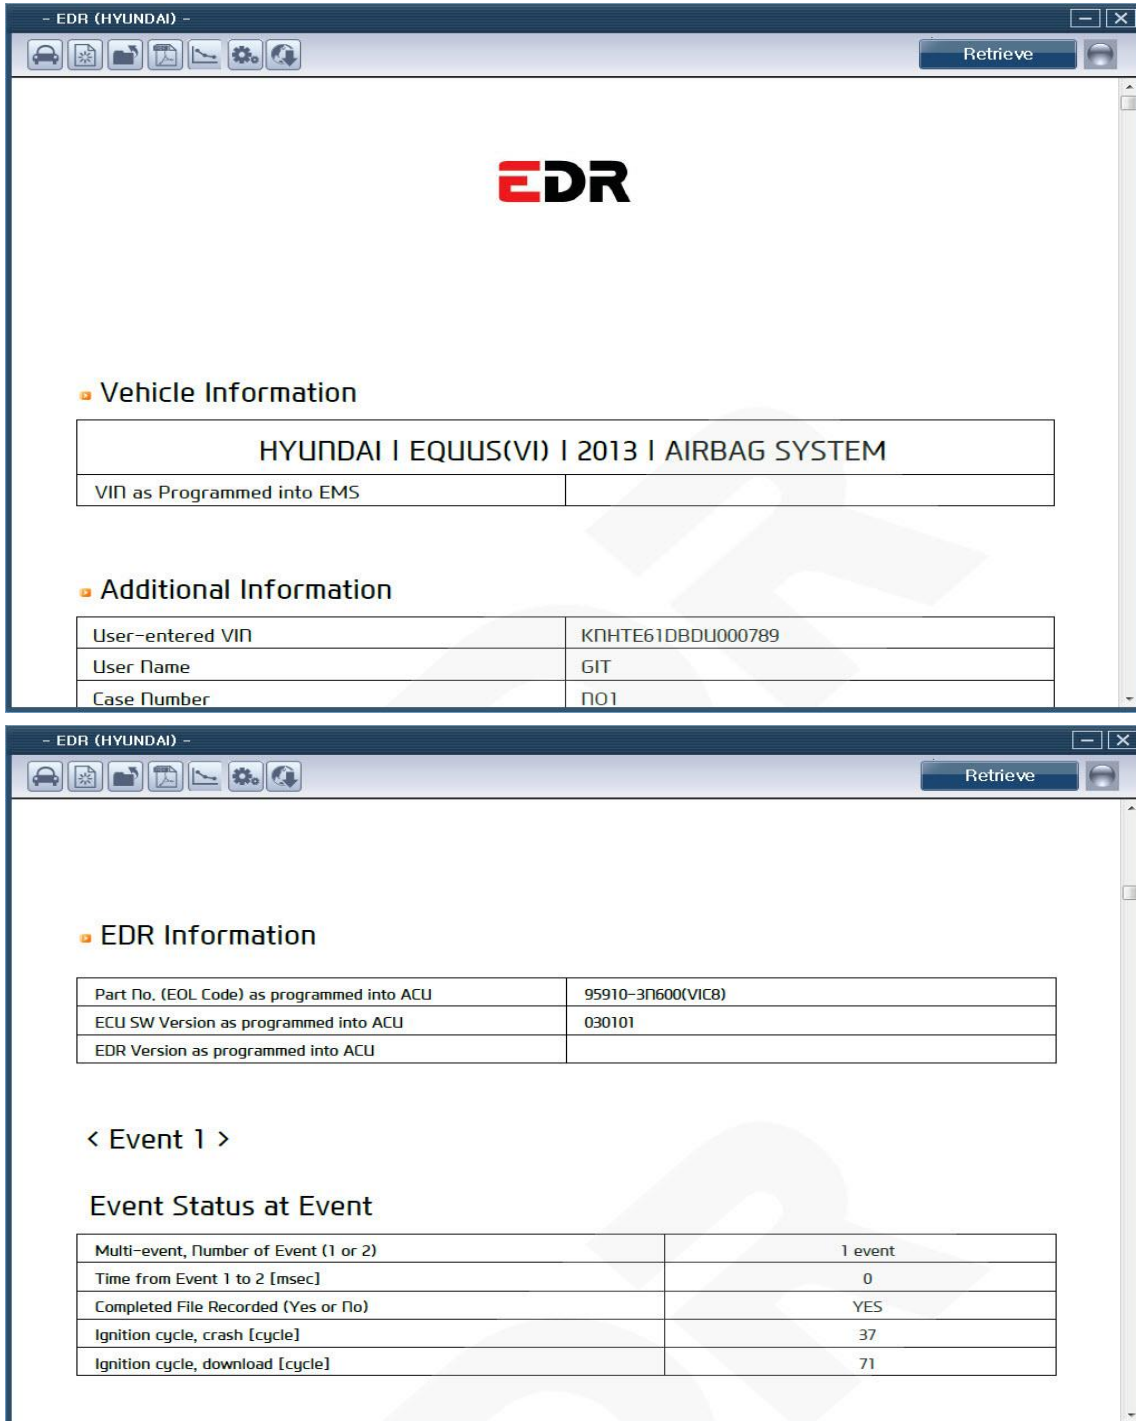 - EDR (HYUNDAI) -
Retrieve
EDR
Vehicle Information
HYUNDAI | EQUUS(VI) | 2013 | AIRBAG SYSTEM
VIN as Programmed into EMS
Additional Information
User-entered VIN KNHTE61DBDU000789
User Name GIT
Case Number NO1
- EDR (HYUNDAI) -
Retrieve
EDR Information
Part No. (EOL Code) as programmed into ACU 95910-3N600(VIC8)
ECU SW Version as programmed into ACU 030101
EDR Version as programmed into ACU
< Event 1 >
Event Status at Event
Multi-event, Number of Event (1 or 2) 1 event
Time from Event 1 to 2 [msec] 0
Completed File Recorded (Yes or No) YES
Ignition cycle, crash [cycle] 37
Ignition cycle, download [cycle] 71